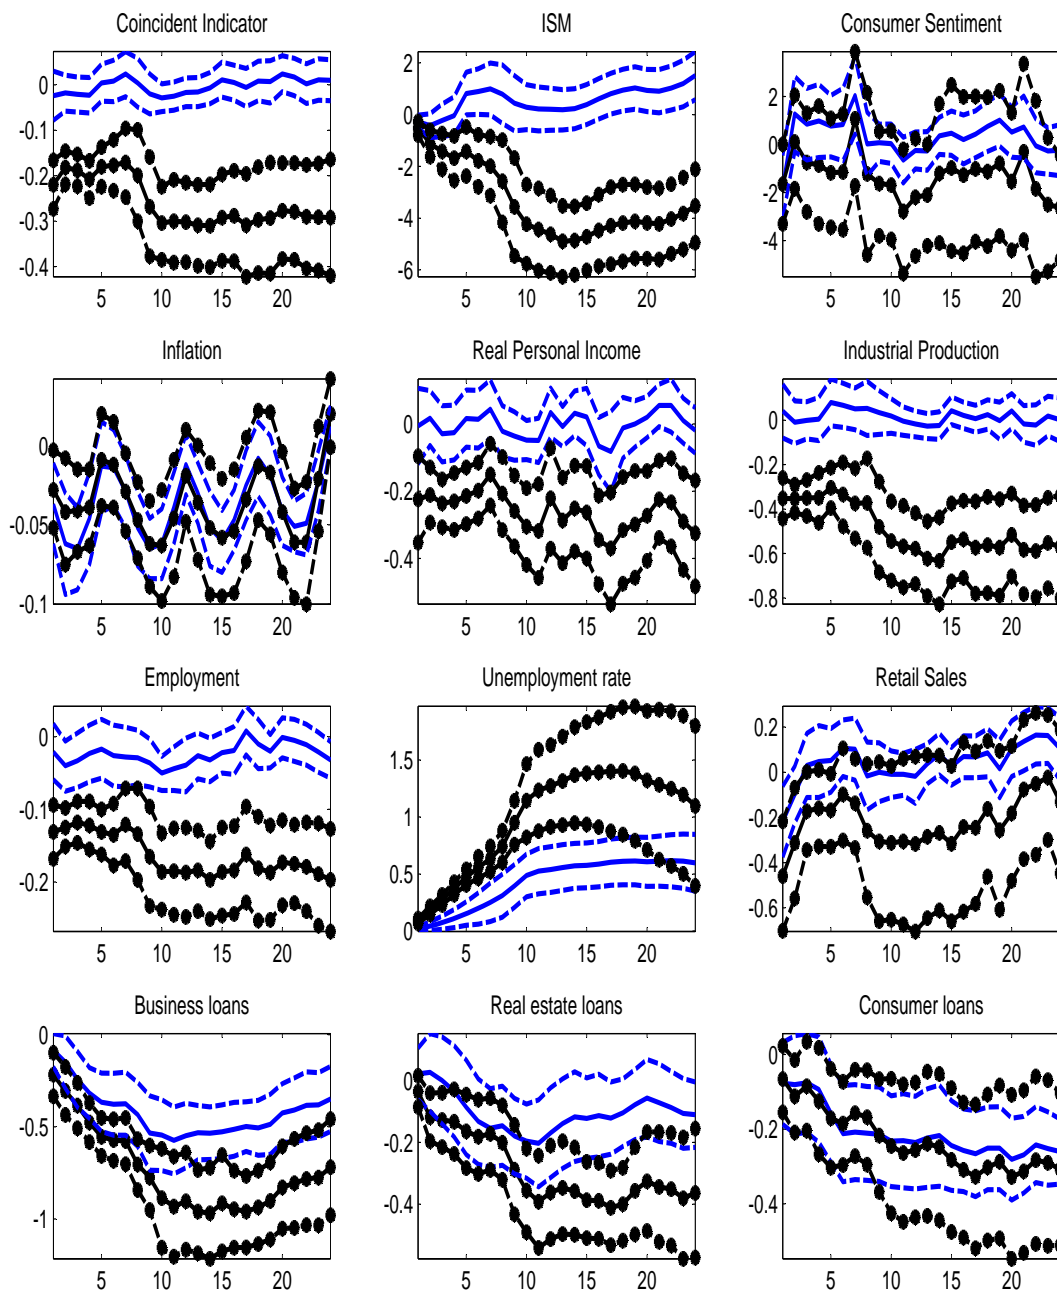 Coincident Indicator
ISM
Consumer Sentiment
0
-0.1
-0.2
-0.3
-0.4
5 10 15 20
2
0
-2
-4
-6
5 10 15 20
2
0
-2
-4
5 10 15 20
Inflation
Real Personal Income
Industrial Production
0
-0.05
-0.1
5 10 15 20
0
-0.2
-0.4
5 10 15 20
0
-0.2
-0.4
-0.6
-0.8
5 10 15 20
Employment
Unemployment rate
Retail Sales
0
-0.1
-0.2
5 10 15 20
1.5
1
0.5
0
5 10 15 20
0.2
0
-0.2
-0.4
-0.6
5 10 15 20
Business loans
Real estate loans
Consumer loans
0
-0.5
-1
5 10 15 20
0
-0.2
-0.4
5 10 15 20
0
-0.2
-0.4
5 10 15 20